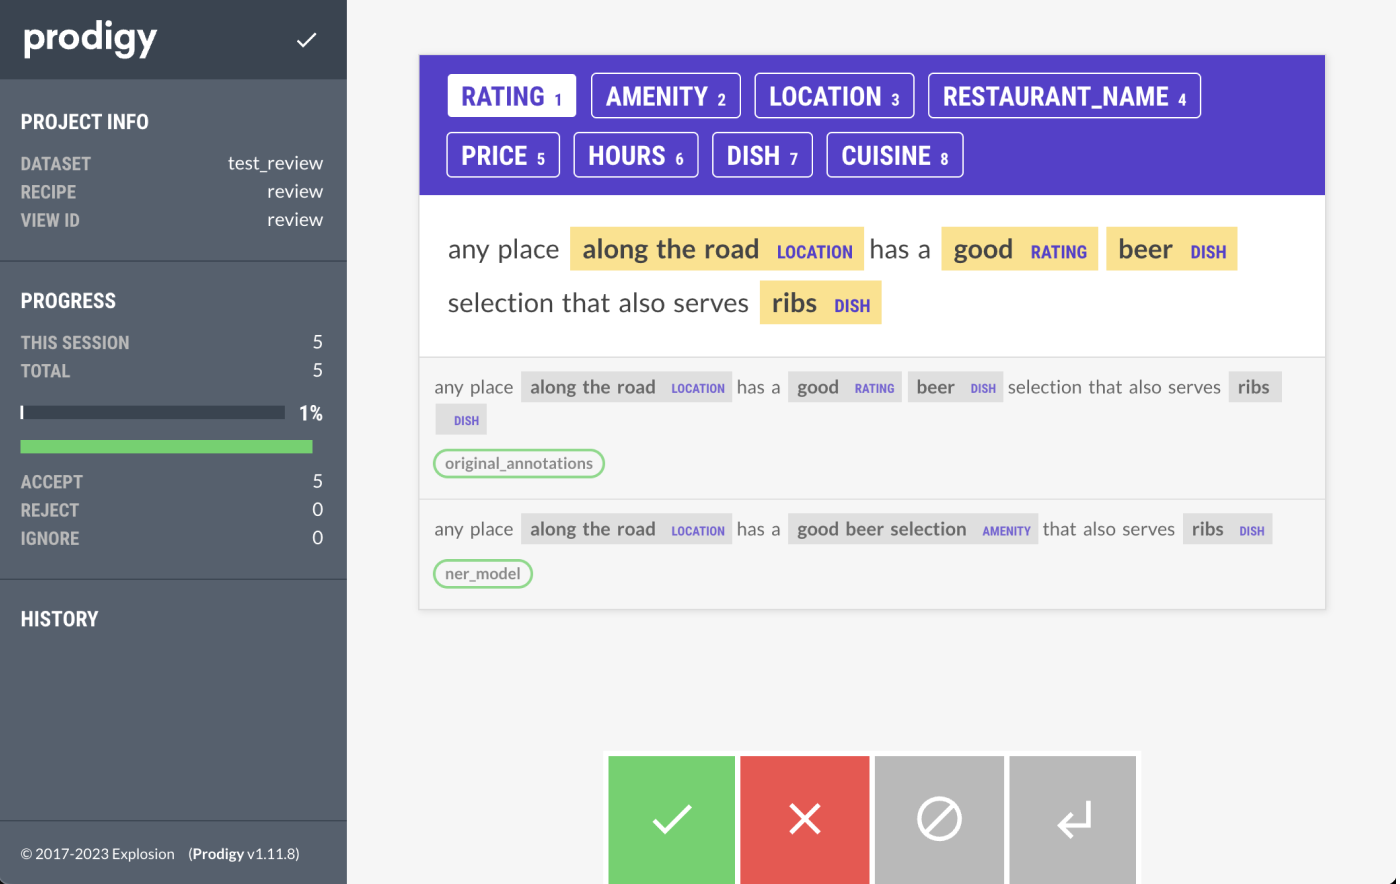 prodigy
PROJECT INFO
DATASET test_review
RECIPE review
VIEW ID review
PROGRESS
THIS SESSION 5
TOTAL 5
1%
ACCEPT 5
REJECT 0
IGNORE 0
HISTORY
© 2017-2023 Explosion (Prodigy v1.11.8)
RATING 1 AMENITY 2 LOCATION 3 RESTAURANT_NAME 4
PRICE 5 HOURS 6 DISH 7 CUISINE 8
any place along the road LOCATION has a good RATING beer DISH
selection that also serves ribs DISH
any place along the road LOCATION has a good RATING beer DISH selection that also serves ribs
DISH
original_annotations
any place along the road LOCATION has a good beer selection AMENITY that also serves ribs DISH
ner_model